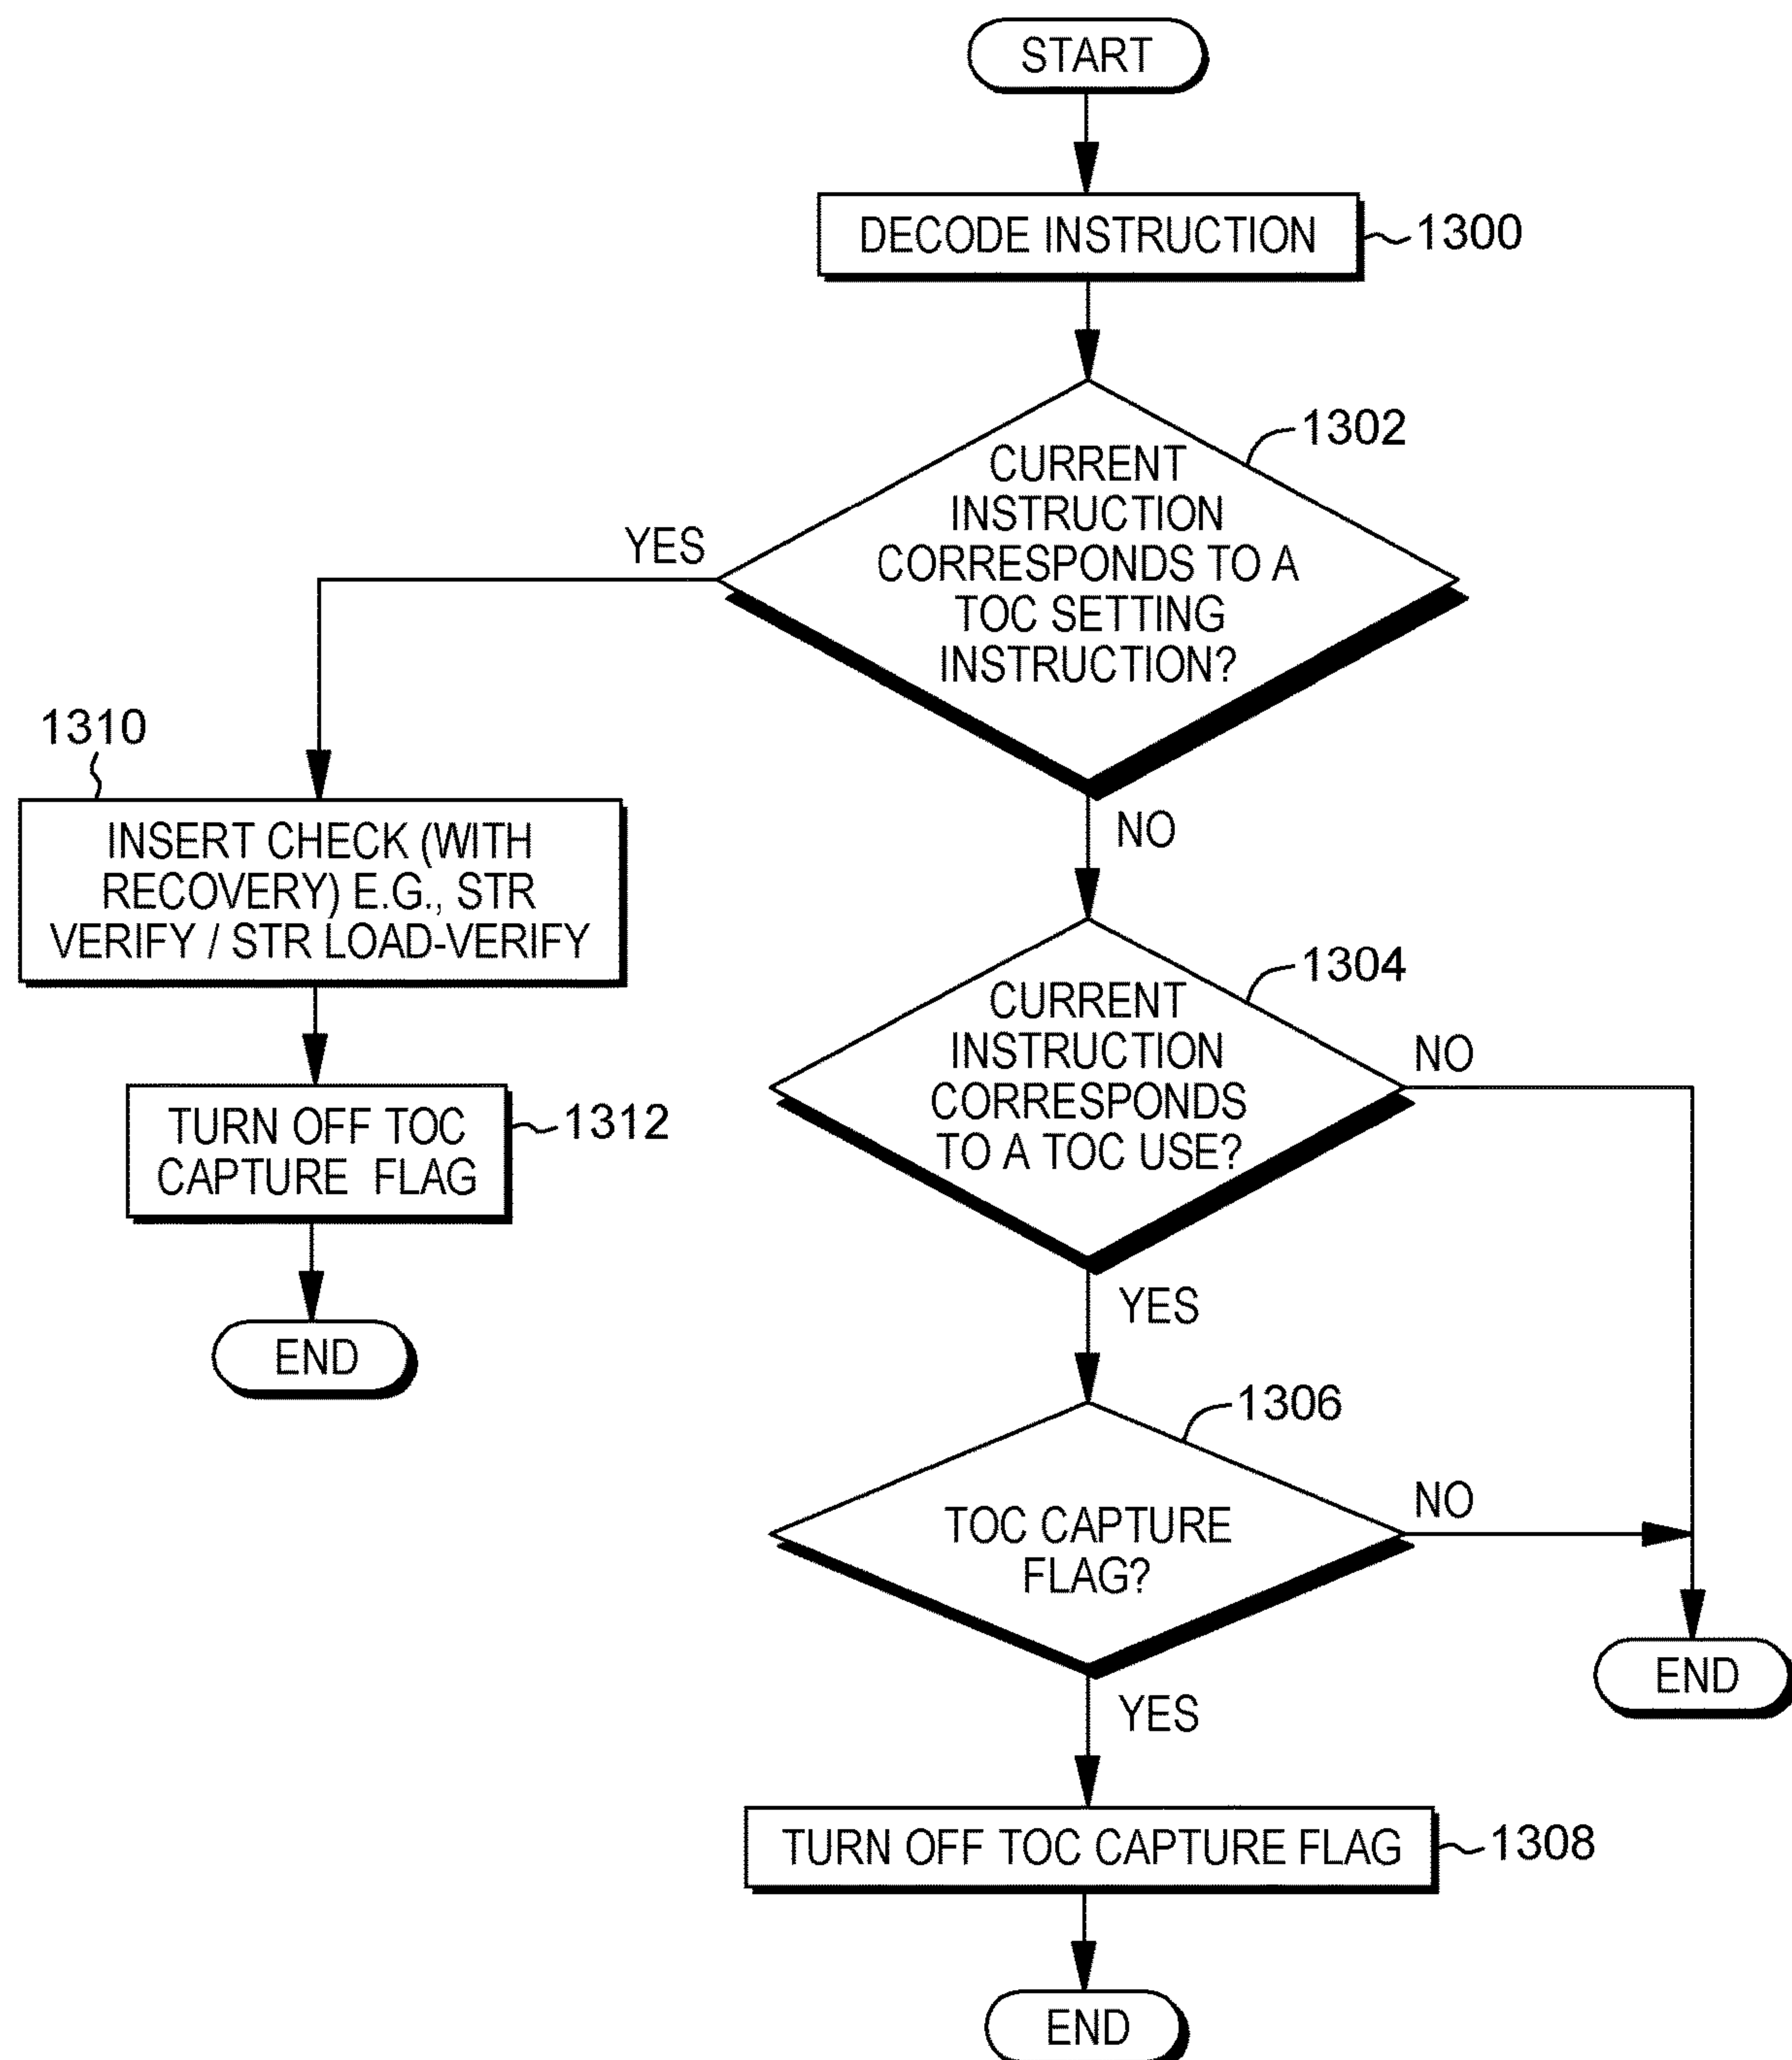 START
DECODE INSTRUCTION
1300
1302
CURRENT
INSTRUCTION
CORRESPONDS TO A
TOC SETTING
INSTRUCTION?
YES
NO
1310
INSERT CHECK (WITH
RECOVERY) E.G., STR
VERIFY / STR LOAD-VERIFY
TURN OFF TOC
CAPTURE FLAG
1312
END
1304
CURRENT
INSTRUCTION
CORRESPONDS
TO A TOC USE?
NO
YES
1306
TOC CAPTURE
FLAG?
NO
END
YES
TURN OFF TOC CAPTURE FLAG
1308
END